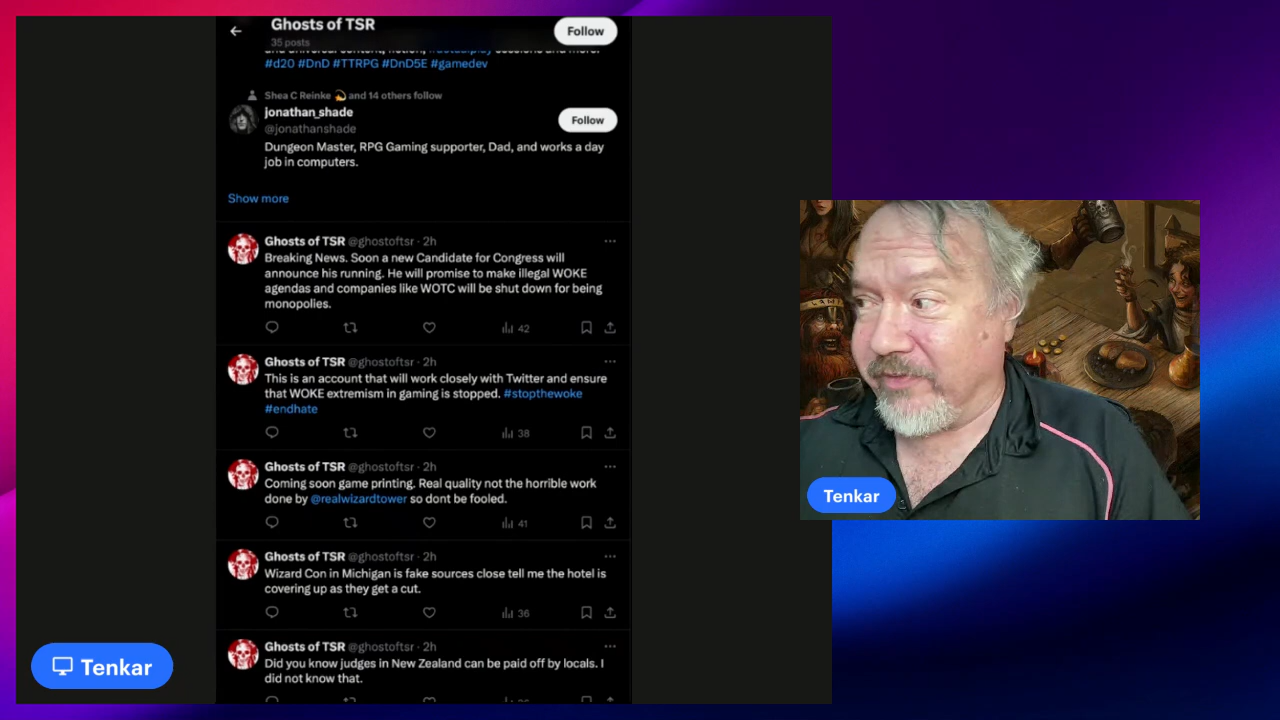 Ghosts of TSR
35 posts
Follow
and universal content, fiction, #actualplay sessions and more.
#d20 #DnD #TTRPG #DnD5E #gamedev
Shea C Reinke 💫 and 14 others follow
jonathan_shade
@jonathanshade
Follow
Dungeon Master, RPG Gaming supporter, Dad, and works a day
job in computers.
Show more
Ghosts of TSR @ghostoftsr · 2h
Breaking News. Soon a new Candidate for Congress will
announce his running. He will promise to make illegal WOKE
agendas and companies like WOTC will be shut down for being
monopolies.
42
Ghosts of TSR @ghostoftsr · 2h
This is an account that will work closely with Twitter and ensure
that WOKE extremism in gaming is stopped. #stopthewoke
#endhate
38
Ghosts of TSR @ghostoftsr · 2h
Coming soon game printing. Real quality not the horrible work
done by @realwizardtower so dont be fooled.
41
Ghosts of TSR @ghostoftsr · 2h
Wizard Con in Michigan is fake sources close tell me the hotel is
covering up as they get a cut.
36
Ghosts of TSR @ghostoftsr · 2h
Did you know judges in New Zealand can be paid off by locals. I
did not know that.
Tenkar
Tenkar